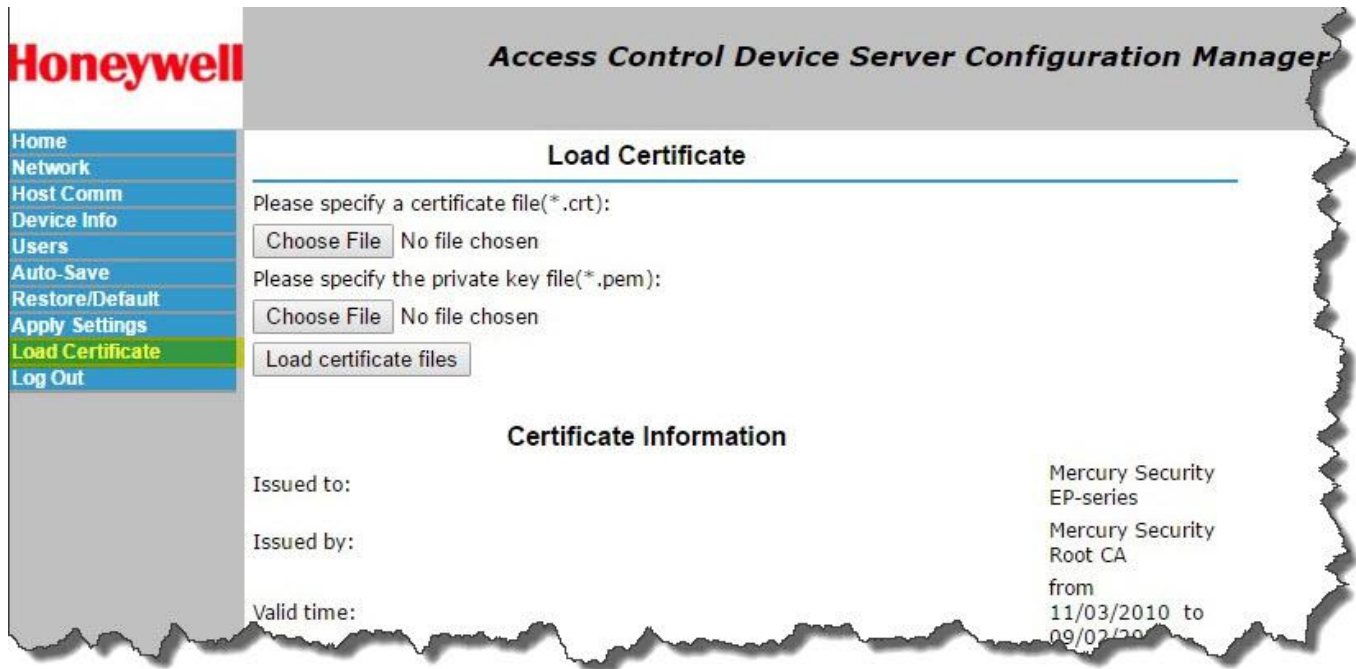 Honeywell
Access Control Device Server Configuration Manager
Home
Network
Host Comm
Device Info
Users
Auto-Save
Restore/Default
Apply Settings
Load Certificate
Log Out
Load Certificate
Please specify a certificate file(*.crt):
Choose File No file chosen
Please specify the private key file(*.pem):
Choose File No file chosen
Load certificate files
Certificate Information
Issued to:
Mercury Security
EP-series
Issued by:
Mercury Security
Root CA
Valid time:
from
11/03/2010 to